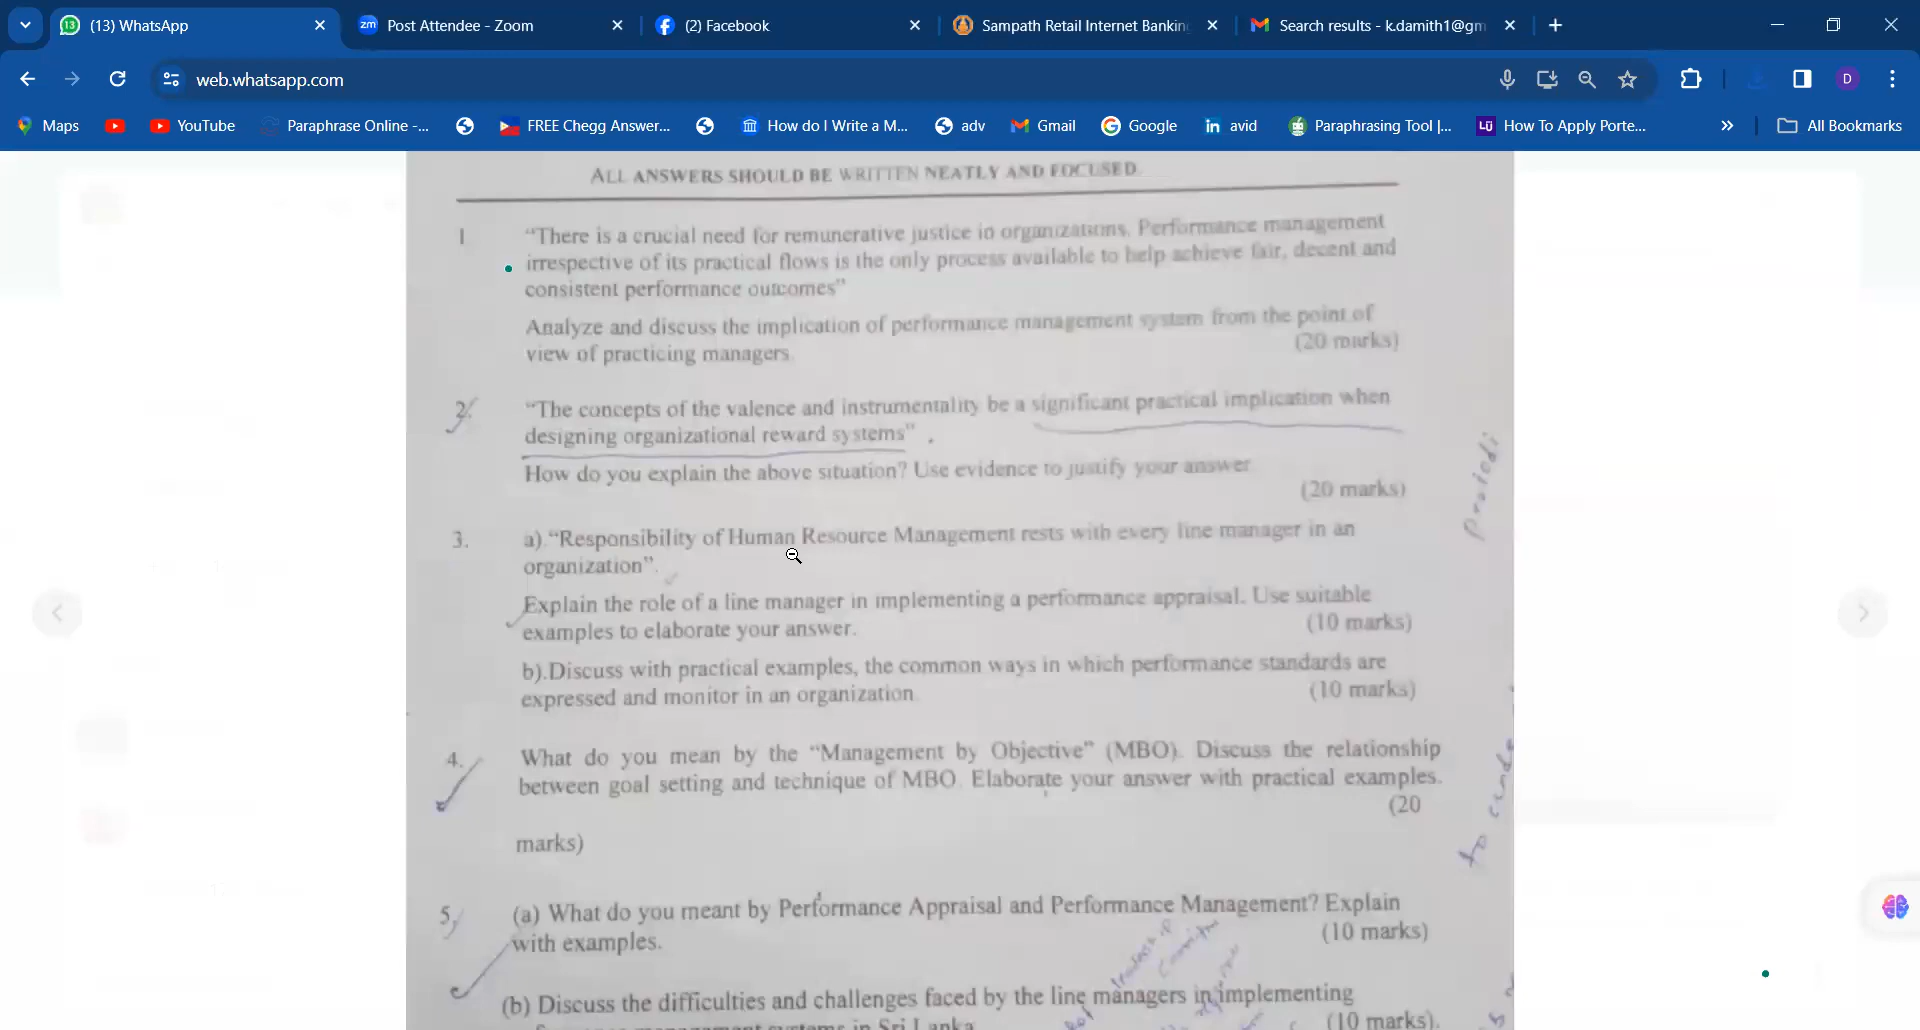 (13) WhatsApp
zm Post Attendee - Zoom
(2) Facebook
Sampath Retail Internet Bankin
Search results - k.damith1@gm
web.whatsapp.com
D
Maps
YouTube
Paraphrase Online -...
FREE Chegg Answer...
How do I Write a M...
adv
Gmail
Google
avid
Paraphrasing Tool |...
How To Apply Porte...
All Bookmarks
ALL ANSWERS SHOULD BE WRITTEN NEATLY AND FOCUSED
1. "There is a crucial need for remunerative justice in organizations. Performance management
irrespective of its practical flows is the only process available to help achieve fair, decent and
consistent performance outcomes"
Analyze and discuss the implication of performance management system from the point of
view of practicing managers. (20 marks)
2. "The concepts of the valence and instrumentality be a significant practical implication when
designing organizational reward systems".
How do you explain the above situation? Use evidence to justify your answer
(20 marks)
3. a)."Responsibility of Human Resource Management rests with every line manager in an
organization".
Explain the role of a line manager in implementing a performance appraisal. Use suitable
examples to elaborate your answer. (10 marks)
b).Discuss with practical examples, the common ways in which performance standards are
expressed and monitor in an organization (10 marks)
4. What do you mean by the "Management by Objective" (MBO). Discuss the relationship
between goal setting and technique of MBO. Elaborate your answer with practical examples.
(20
marks)
5, (a) What do you meant by Performance Appraisal and Performance Management? Explain
with examples. (10 marks)
(b) Discuss the difficulties and challenges faced by the line managers in implementing
management systems in Sri Lanka (10 marks).